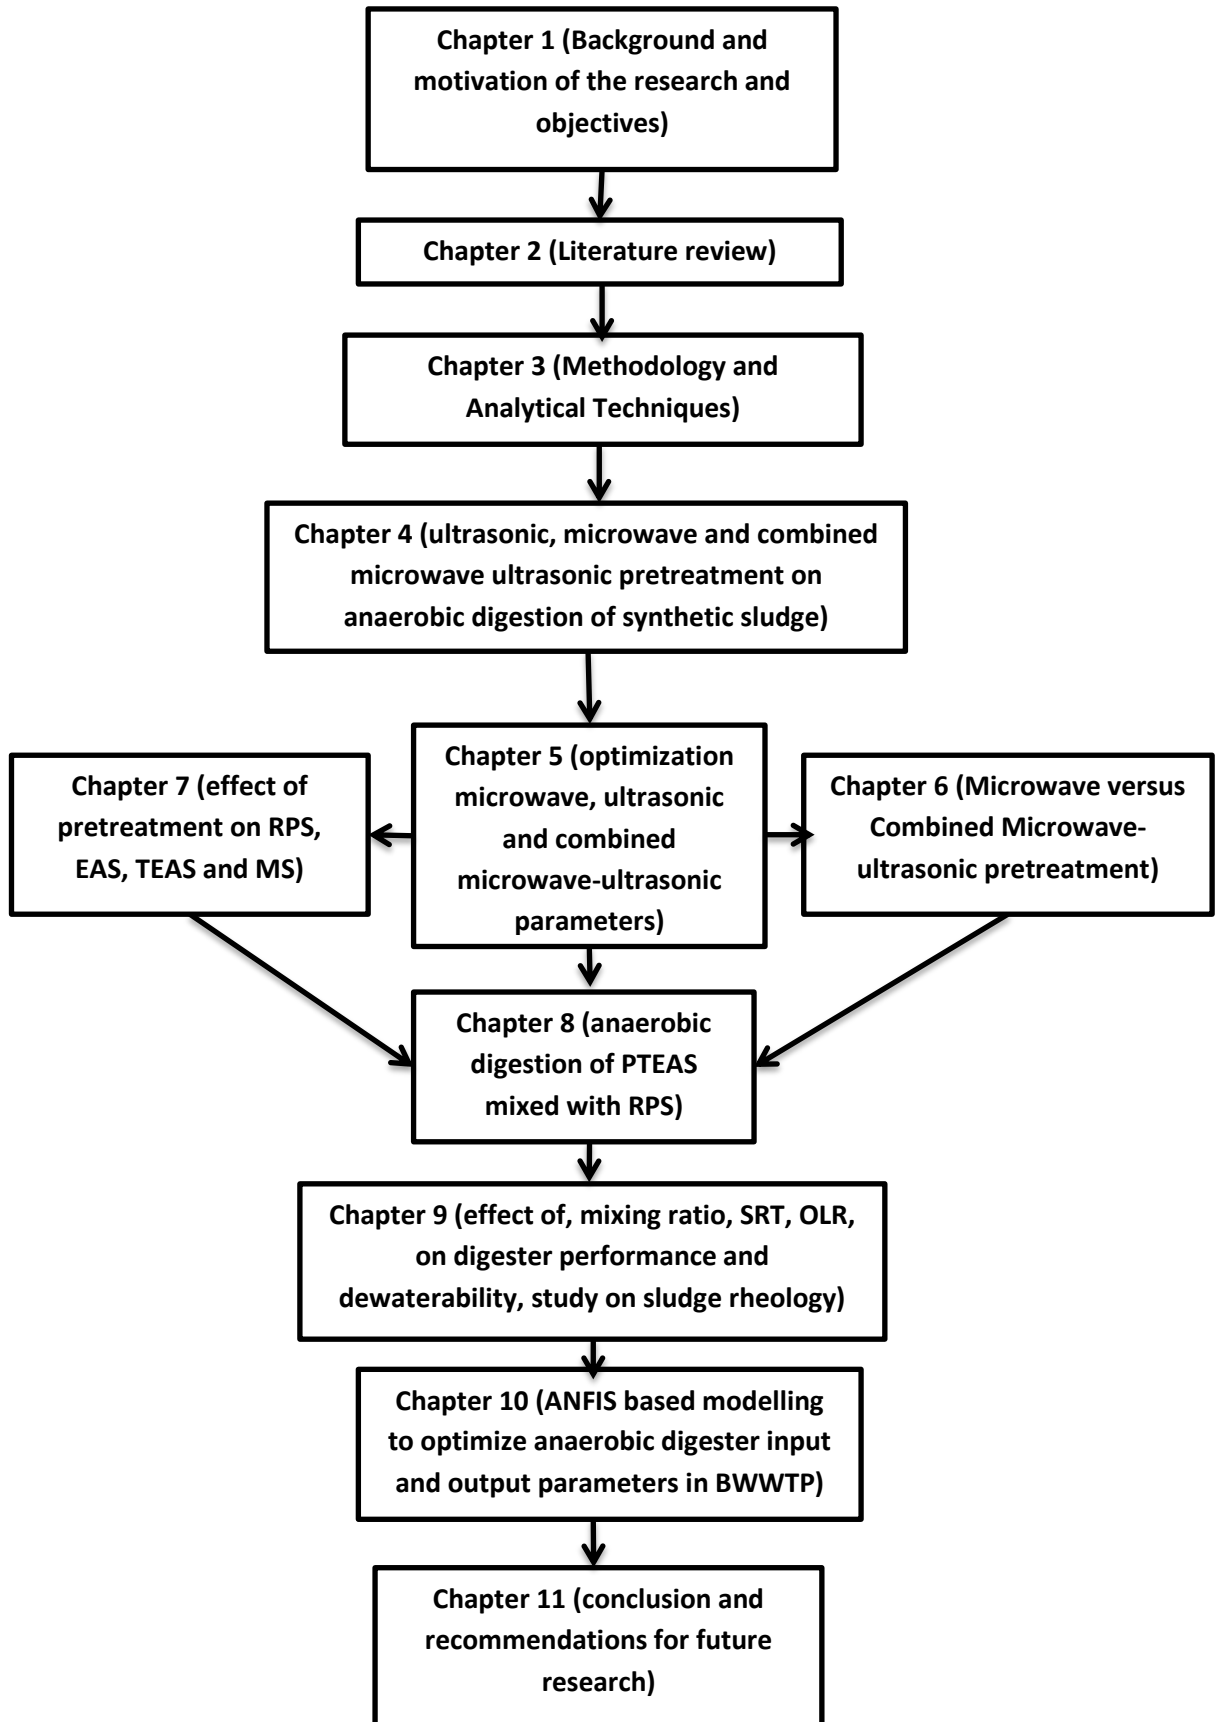 Chapter 1 (Background and
motivation of the research and
objectives)
Chapter 2 (Literature review)
Chapter 3 (Methodology and
Analytical Techniques)
Chapter 4 (ultrasonic, microwave and combined
microwave ultrasonic pretreatment on
anaerobic digestion of synthetic sludge)
Chapter 7 (effect of
pretreatment on RPS,
EAS, TEAS and MS)
Chapter 5 (optimization
microwave, ultrasonic
and combined
microwave-ultrasonic
parameters)
Chapter 6 (Microwave versus
Combined Microwave-
ultrasonic pretreatment)
Chapter 8 (anaerobic
digestion of PTEAS
mixed with RPS)
Chapter 9 (effect of, mixing ratio, SRT, OLR,
on digester performance and
dewaterability, study on sludge rheology)
Chapter 10 (ANFIS based modelling
to optimize anaerobic digester input
and output parameters in BWWTP)
Chapter 11 (conclusion and
recommendations for future
research)